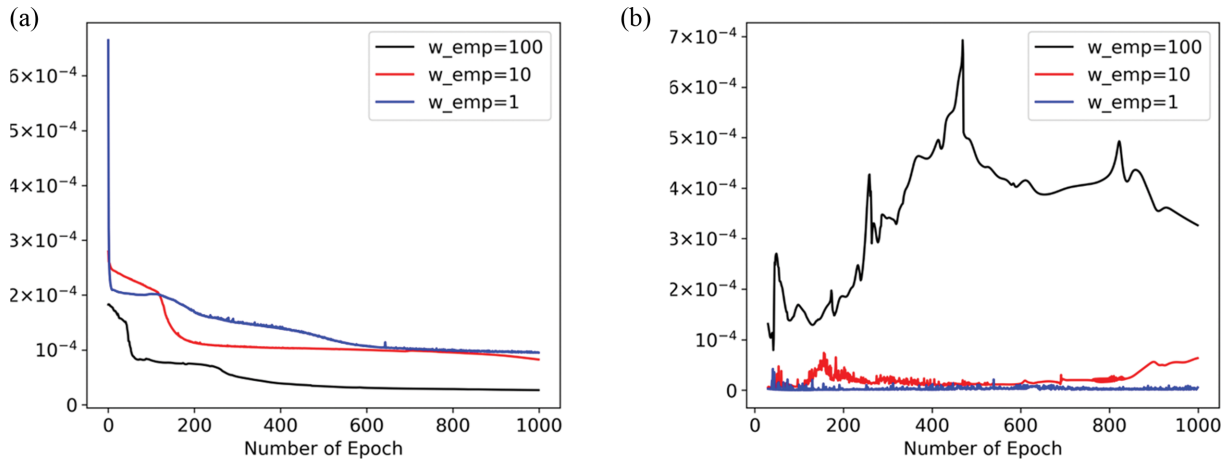 (a)
w_emp=100
w_emp=10
w_emp=1
6×10⁻⁴
5×10⁻⁴
4×10⁻⁴
3×10⁻⁴
2×10⁻⁴
10⁻⁴
0
0 200 400 600 800 1000
Number of Epoch
(b)
w_emp=100
w_emp=10
w_emp=1
7×10⁻⁴
6×10⁻⁴
5×10⁻⁴
4×10⁻⁴
3×10⁻⁴
2×10⁻⁴
10⁻⁴
0
0 200 400 600 800 1000
Number of Epoch